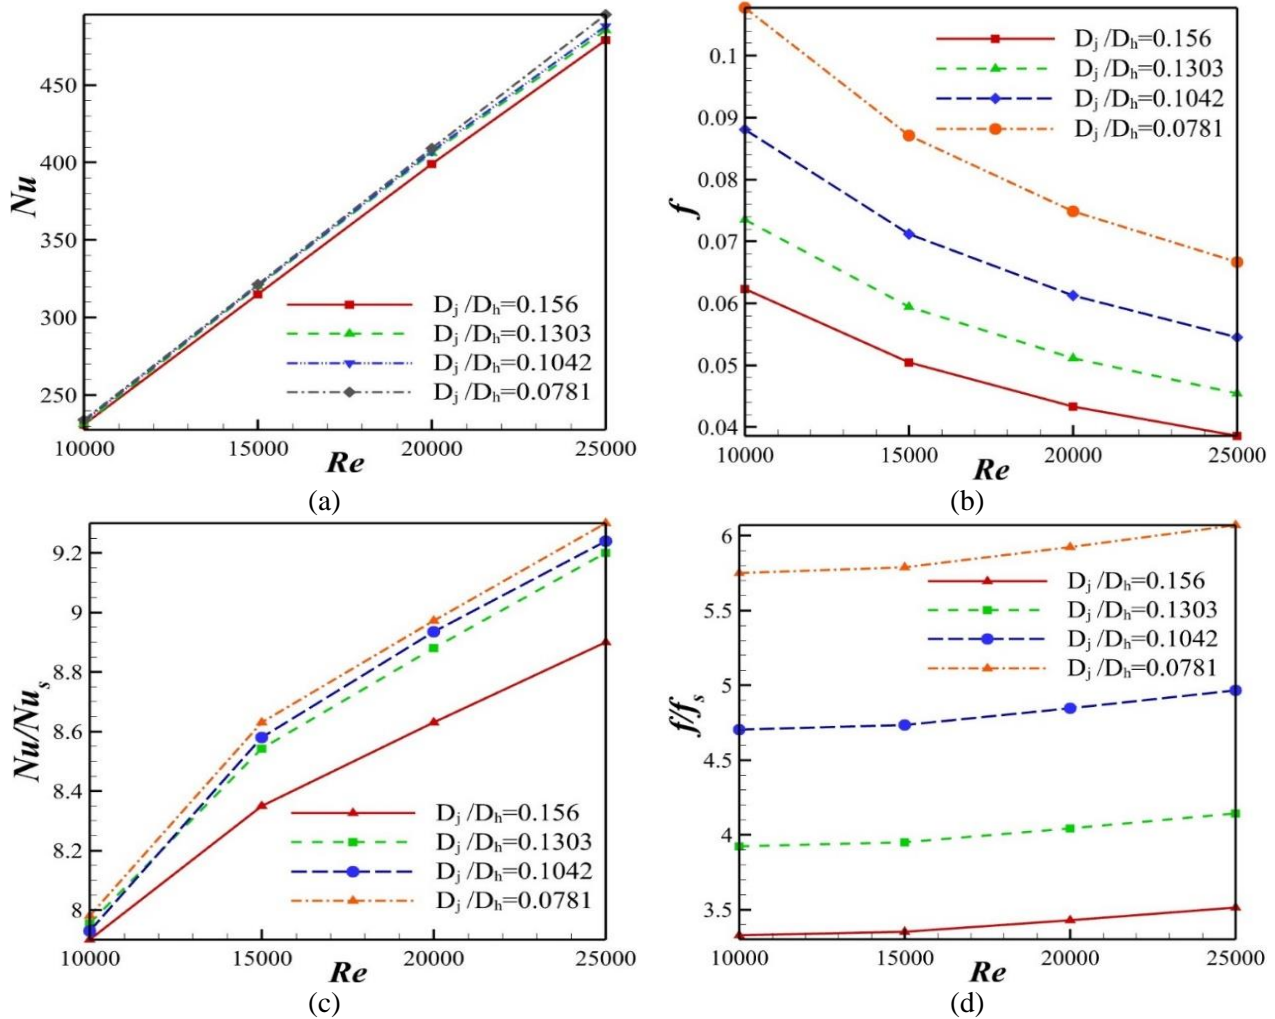 Nu
450
400
350
300
250
D_j /D_h=0.156
D_j /D_h=0.1303
D_j /D_h=0.1042
D_j /D_h=0.0781
10000 15000 20000 25000
Re
(a)
f
0.1
0.09
0.08
0.07
0.06
0.05
0.04
D_j /D_h=0.156
D_j /D_h=0.1303
D_j /D_h=0.1042
D_j /D_h=0.0781
10000 15000 20000 25000
Re
(b)
Nu/Nu_s
9.2
9
8.8
8.6
8.4
8.2
8
D_j /D_h=0.156
D_j /D_h=0.1303
D_j /D_h=0.1042
D_j /D_h=0.0781
10000 15000 20000 25000
Re
(c)
f/f_s
6
5.5
5
4.5
4
3.5
D_j /D_h=0.156
D_j /D_h=0.1303
D_j /D_h=0.1042
D_j /D_h=0.0781
10000 15000 20000 25000
Re
(d)